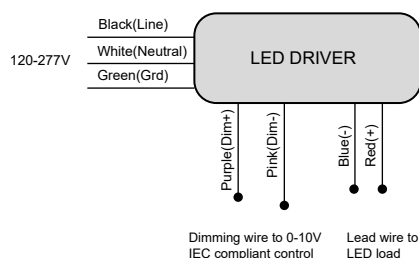 Black(Line)
White(Neutral)
120-277V
Green(Grd)
LED DRIVER
Purple(Dim+)
Pink(Dim-)
Blue(-)
Red(+)
Dimming wire to 0-10V
IEC compliant control
Lead wire to
LED load